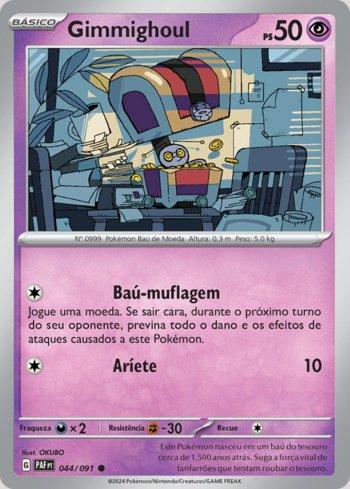 BÁSICO
Gimmighoul
PS 50
Nº 0999 Pokémon Baú de Moeda Altura: 0,3 m Peso: 5,0 kg
Baú-muflagem
Jogue uma moeda. Se sair cara, durante o próximo turno
do seu oponente, previna todo o dano e os efeitos de
ataques causados a este Pokémon.
Aríete 10
Fraqueza ×2 Resistência -30 Recuo
Ilust. OKUBO
G PAF PT 044/091
Este Pokémon nasceu em um baú do tesouro
cerca de 1.500 anos atrás. Suga a força vital de
fanfarrões que tentam roubar o tesouro.
©2024 Pokémon/Nintendo/Creatures/GAME FREAK